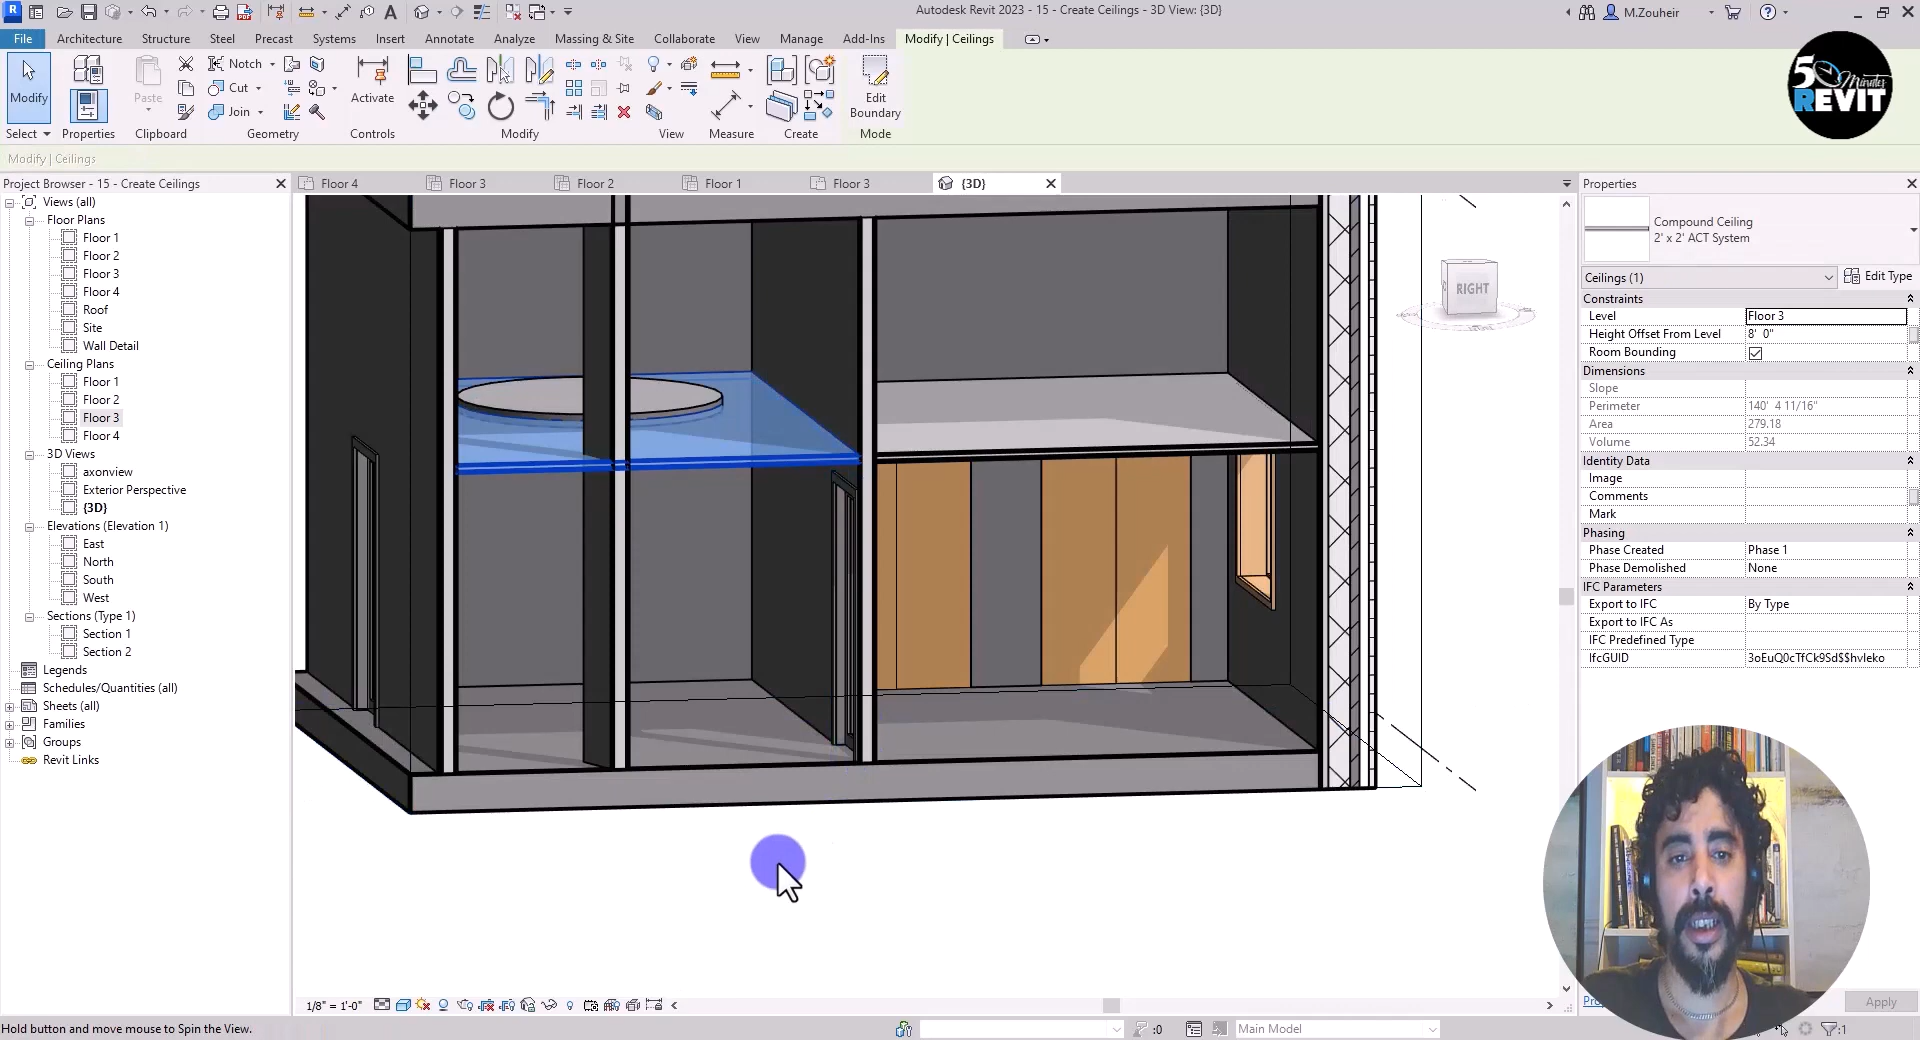 Autodesk Revit 2023 - 15 - Create Ceilings - 3D View: {3D}
M.Zouheir
File
Architecture
Structure
Steel
Precast
Systems
Insert
Annotate
Analyze
Massing & Site
Collaborate
View
Manage
Add-Ins
Modify | Ceilings
Modify
Paste
Notch
Cut
Join
Activate
Edit
Boundary
Select
Properties
Clipboard
Geometry
Controls
Modify
View
Measure
Create
Mode
5 Minutes
REVIT
Modify | Ceilings
Project Browser - 15 - Create Ceilings
Views (all)
Floor Plans
Floor 1
Floor 2
Floor 3
Floor 4
Roof
Site
Wall Detail
Ceiling Plans
Floor 1
Floor 2
Floor 3
Floor 4
3D Views
axonview
Exterior Perspective
{3D}
Elevations (Elevation 1)
East
North
South
West
Sections (Type 1)
Section 1
Section 2
Legends
Schedules/Quantities (all)
Sheets (all)
Families
Groups
Revit Links
Floor 4
Floor 3
Floor 2
Floor 1
Floor 3
{3D}
RIGHT
Properties
Compound Ceiling
2' x 2' ACT System
Ceilings (1)
Edit Type
Constraints
Level Floor 3
Height Offset From Level 8' 0"
Room Bounding
Dimensions
Slope
Perimeter 140' 4 11/16"
Area 279.18
Volume 52.34
Identity Data
Image
Comments
Mark
Phasing
Phase Created Phase 1
Phase Demolished None
IFC Parameters
Export to IFC By Type
Export to IFC As
IFC Predefined Type
IfcGUID 3oEuQ0cTfCk9Sd$$hvIeko
Apply
1/8" = 1'-0"
Hold button and move mouse to Spin the View.
:0
Main Model
:1